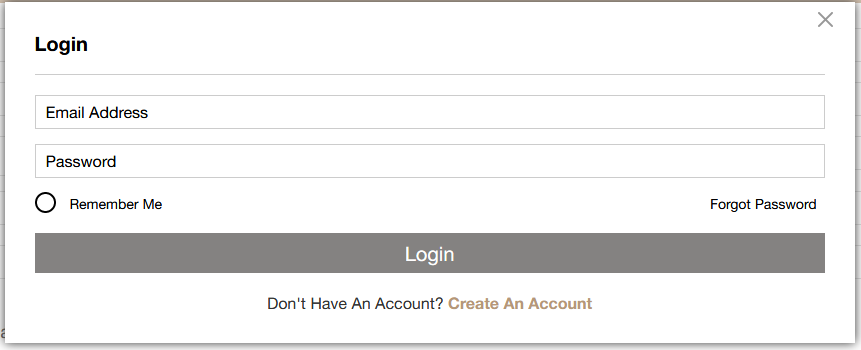 Login
Email Address
Password
Remember Me
Forgot Password
Login
Don't Have An Account? Create An Account